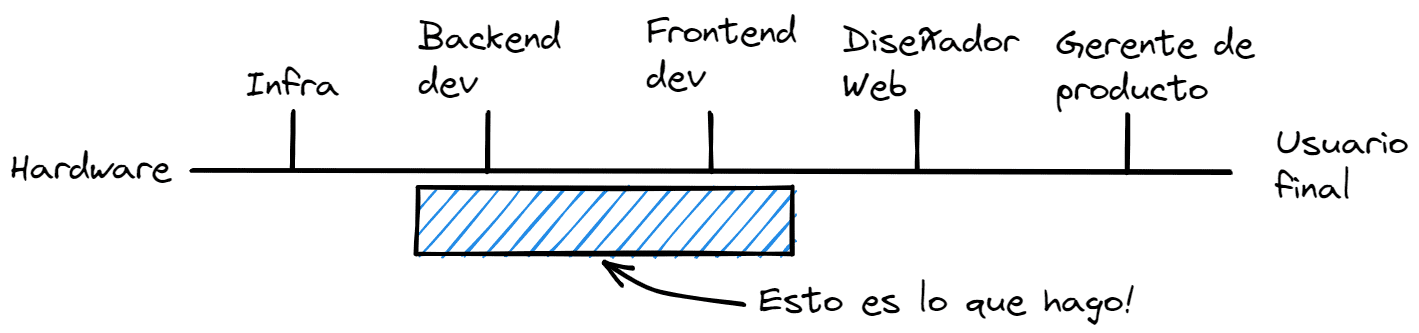 Hardware
Infra
Backend
dev
Frontend
dev
Diseñador
Web
Gerente de
producto
Usuario
final
Esto es lo que hago!